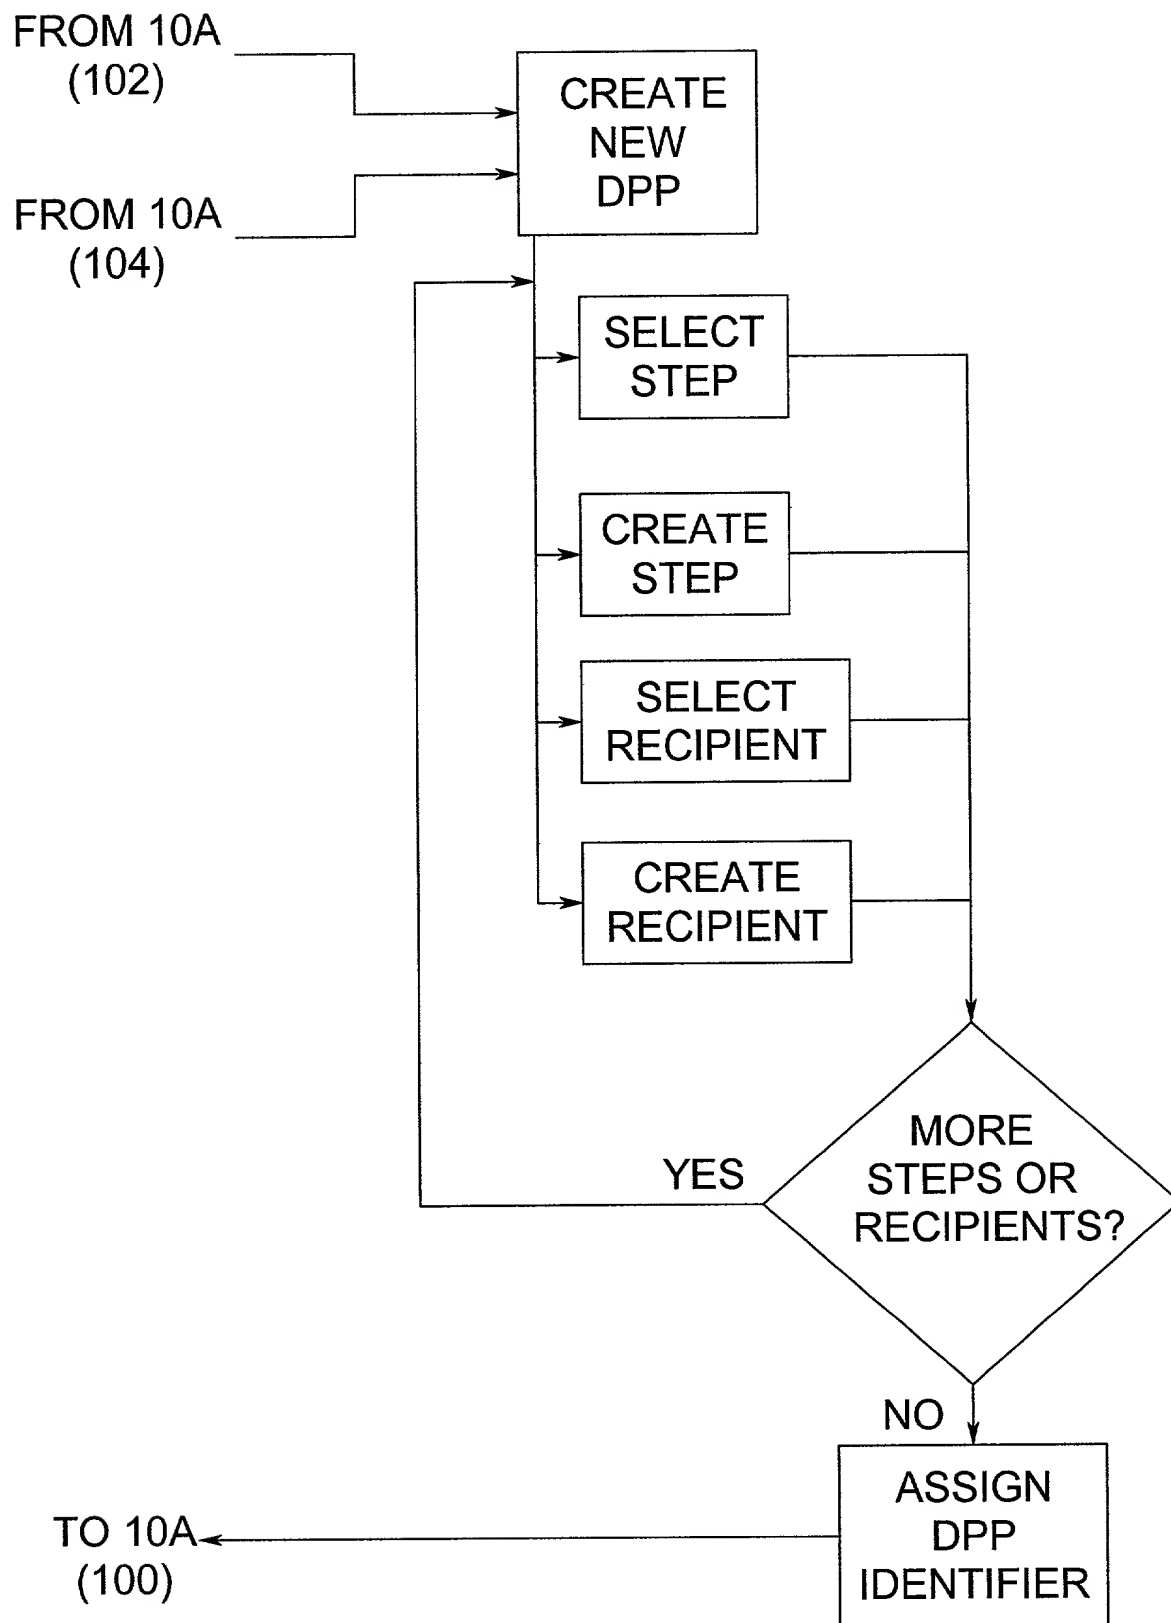 FROM 10A
(102)
CREATE
NEW
DPP
FROM 10A
(104)
SELECT
STEP
CREATE
STEP
SELECT
RECIPIENT
CREATE
RECIPIENT
MORE
STEPS OR
RECIPIENTS?
YES
NO
ASSIGN
DPP
IDENTIFIER
TO 10A
(100)